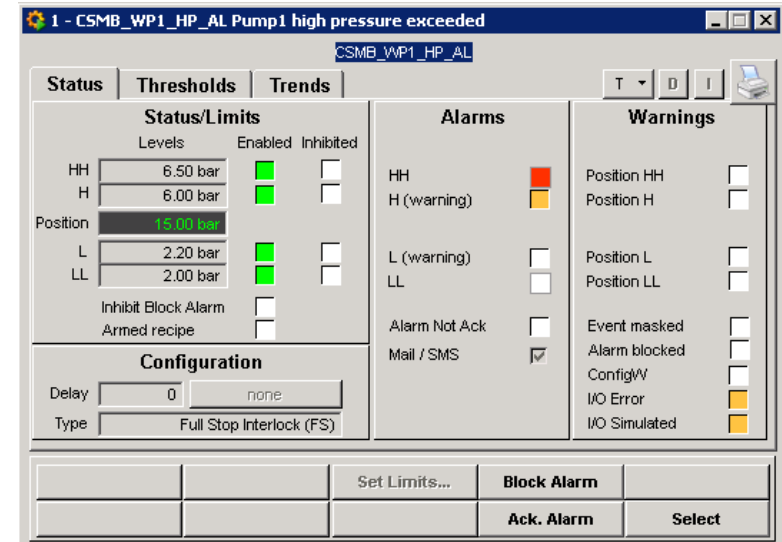 1 - CSMB_WP1_HP_AL Pump1 high pressure exceeded
CSMB_WP1_HP_AL
Status Thresholds Trends T D I
Status/Limits
Levels Enabled Inhibited
HH 6.50 bar
H 6.00 bar
Position 15.00 bar
L 2.20 bar
LL 2.00 bar
Inhibit Block Alarm
Armed recipe
Configuration
Delay 0 none
Type Full Stop Interlock (FS)
Alarms
HH
H (warning)
L (warning)
LL
Alarm Not Ack
Mail / SMS
Warnings
Position HH
Position H
Position L
Position LL
Event masked
Alarm blocked
ConfigW
I/O Error
I/O Simulated
Set Limits... Block Alarm
Ack. Alarm Select